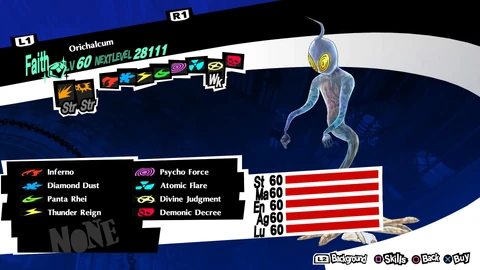 R1
L1
Orichalcum
Faith LV 60 NEXT LEVEL 28111
Wk
Str Str
Inferno
Diamond Dust
Panta Rhei
Thunder Reign
Psycho Force
Atomic Flare
Divine Judgment
Demonic Decree
NONE
St 60
Ma 60
En 60
Ag 60
Lu 60
L2 Background Skills Back Buy